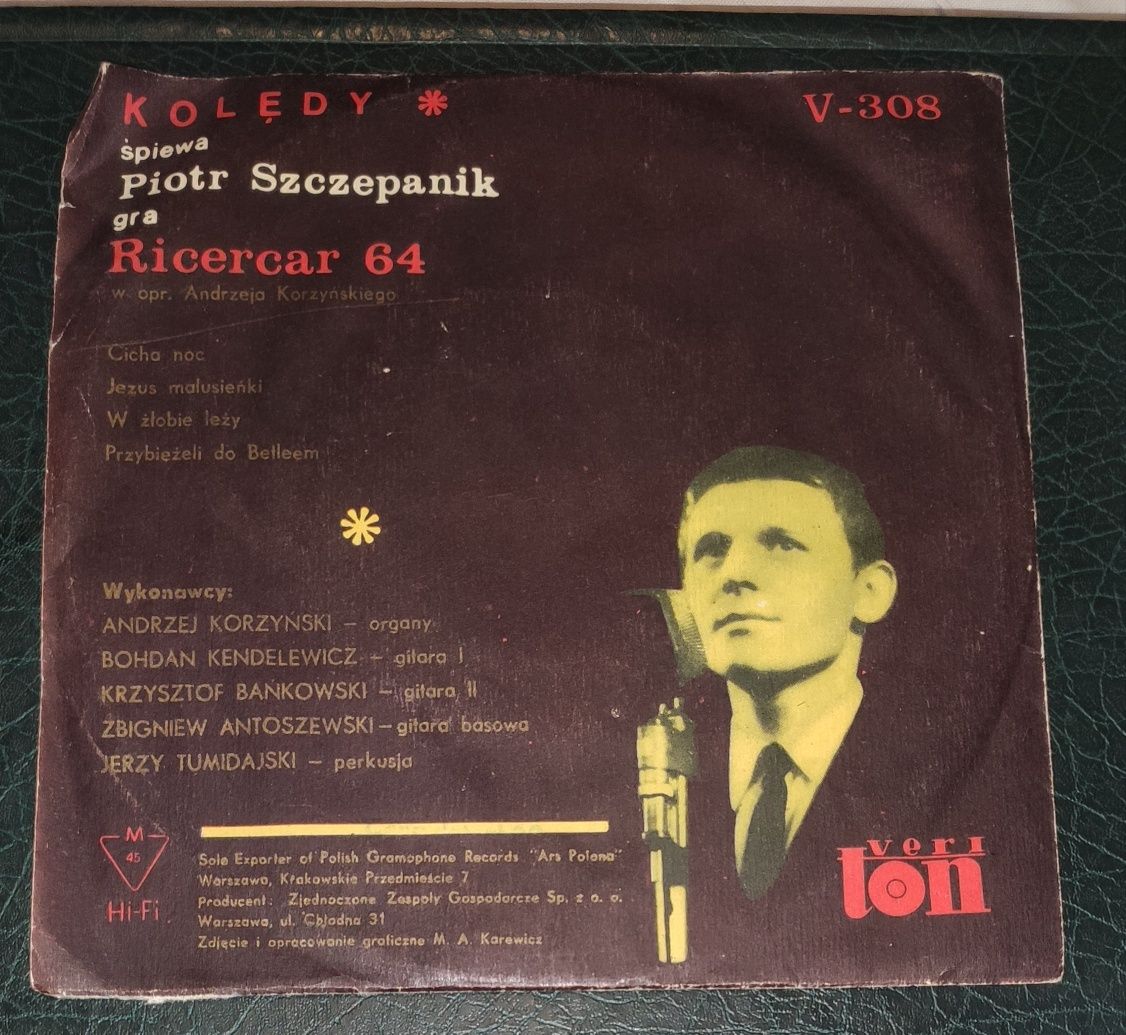 KOLĘDY *
V-308
śpiewa
Piotr Szczepanik
gra
Ricercar 64
w opr. Andrzeja Korzyńskiego
Cicha noc
Jezus malusieńki
W żłobie leży
Przybieżeli do Betleem
*
Wykonawcy:
ANDRZEJ KORZYŃSKI – organy
BOHDAN KENDELEWICZ – gitara I
KRZYSZTOF BAŃKOWSKI – gitara II
ZBIGNIEW ANTOSZEWSKI – gitara basowa
JERZY TUMIDAJSKI – perkusja
M
45
Hi-Fi
Sole Exporter of Polish Gramophone Records "Ars Polona"
Warszawa, Krakowskie Przedmieście 7
Producent: Zjednoczone Zespoły Gospodarcze Sp. z o. o.
Warszawa, ul. Chłodna 31
Zdjęcie i opracowanie graficzne M. A. Karewicz
veri
ton